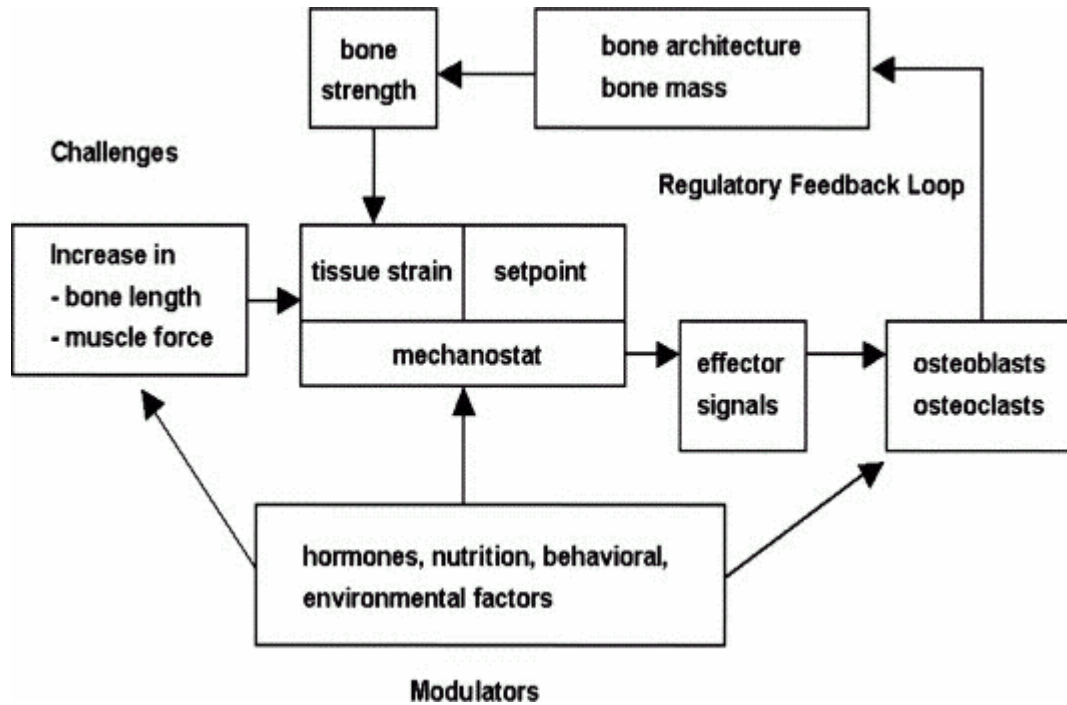 bone
strength
bone architecture
bone mass
Challenges
Regulatory Feedback Loop
Increase in
- bone length
- muscle force
tissue strain
setpoint
mechanostat
effector
signals
osteoblasts
osteoclasts
hormones, nutrition, behavioral,
environmental factors
Modulators